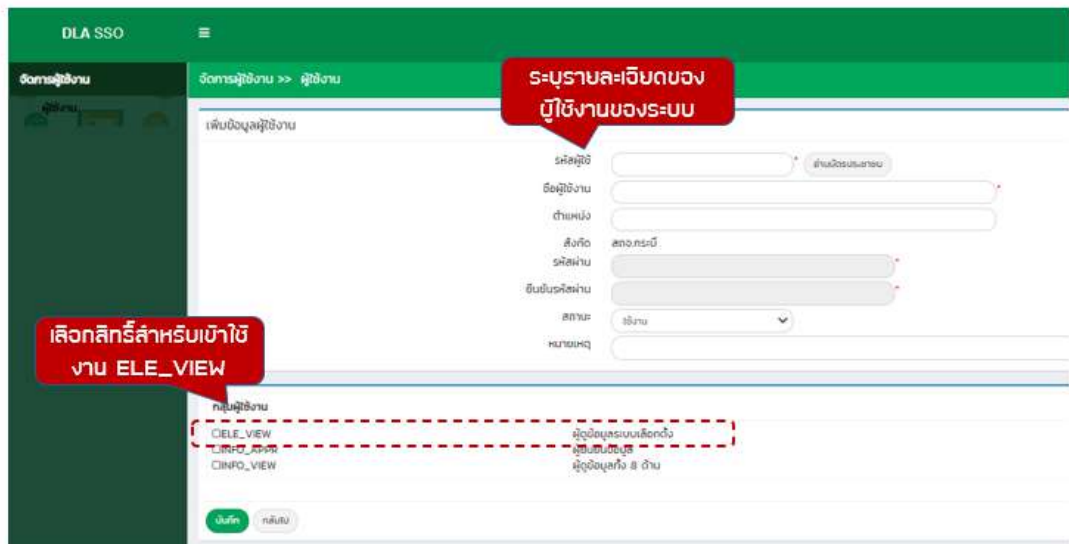 DLA SSO
จัดการผู้ใช้งาน
ผู้ใช้งาน
จัดการผู้ใช้งาน >> ผู้ใช้งาน
ระบุรายละเอียดของ
ผู้ใช้งานของระบบ
เพิ่มข้อมูลผู้ใช้งาน
รหัสผู้ใช้
*
อ่านบัตรประชาชน
ชื่อผู้ใช้งาน
*
ตำแหน่ง
สังกัด สถจ.กระบี่
รหัสผ่าน
*
ยืนยันรหัสผ่าน
*
สถานะ ใช้งาน
หมายเหตุ
เลือกสิทธิ์สำหรับเข้าใช้
งาน ELE_VIEW
กลุ่มผู้ใช้งาน
ELE_VIEW ผู้ดูข้อมูลระบบเลือกตั้ง
INFO_APPR ผู้ยืนยันข้อมูล
INFO_VIEW ผู้ดูข้อมูลทั้ง 8 ด้าน
บันทึก กลับไป